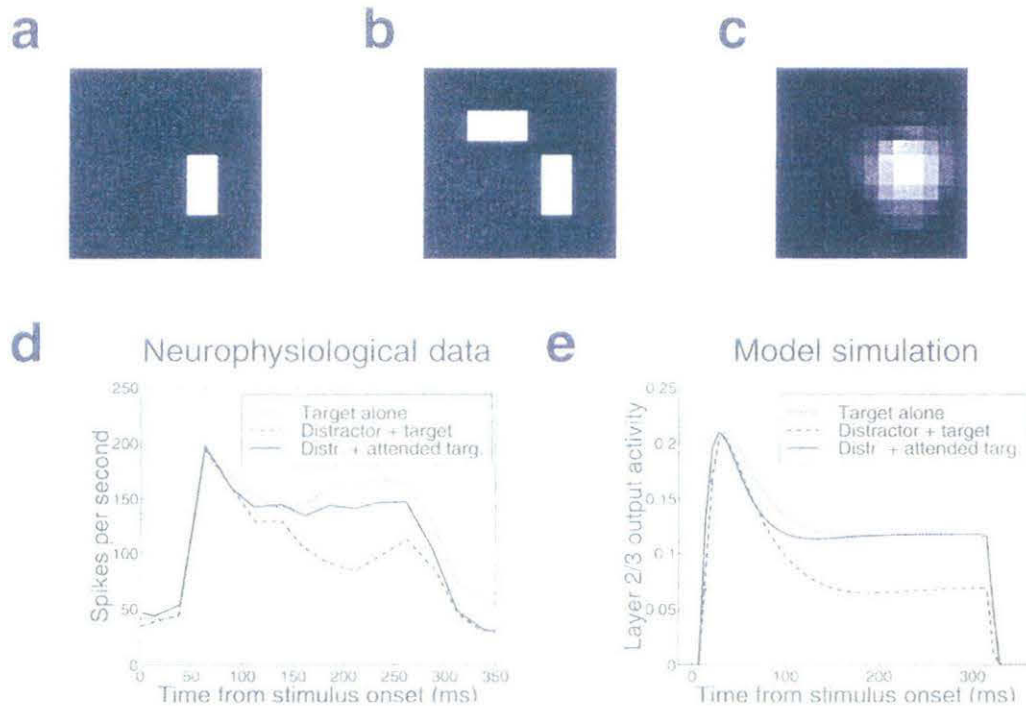 a
b
c
d
Neurophysiological data
250
200
150
100
50
0
Spikes per second
Target alone
Distractor + target
Distr. + attended targ.
0 50 100 150 200 250 300 350
Time from stimulus onset (ms)
e
Model simulation
0.25
0.2
0.15
0.1
0.05
0
Layer 2/3 output activity
Target alone
Distractor + target
Distr. + attended targ.
0 100 200 300
Time from stimulus onset (ms)